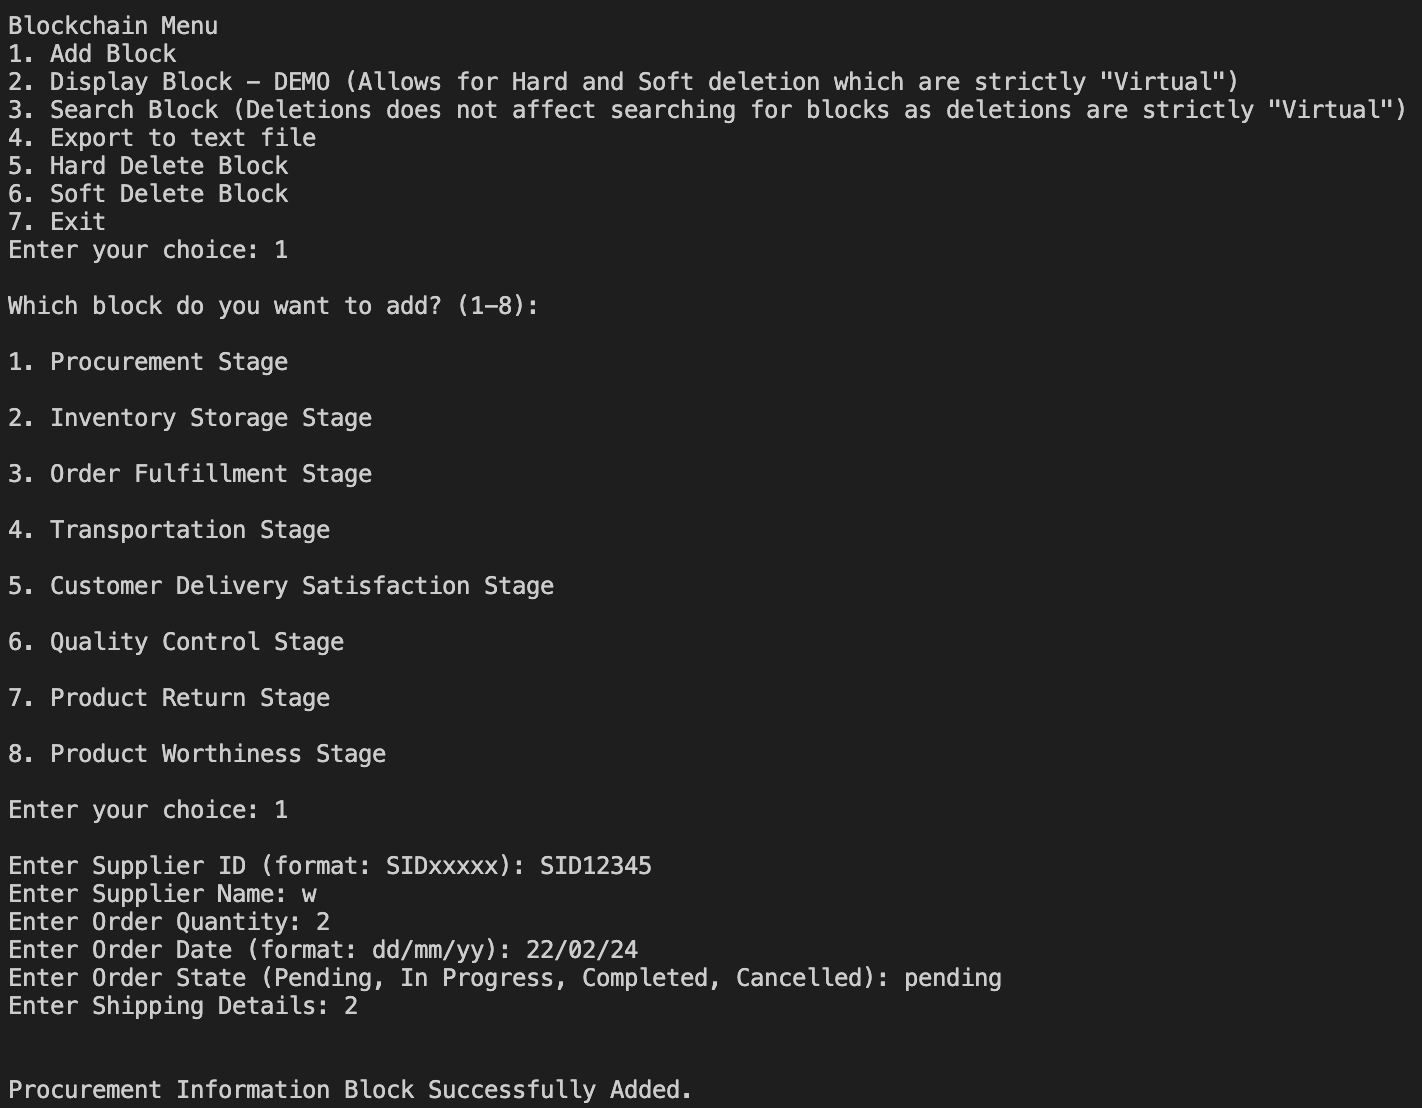 Blockchain Menu
1. Add Block
2. Display Block – DEMO (Allows for Hard and Soft deletion which are strictly "Virtual")
3. Search Block (Deletions does not affect searching for blocks as deletions are strictly "Virtual")
4. Export to text file
5. Hard Delete Block
6. Soft Delete Block
7. Exit
Enter your choice: 1
Which block do you want to add? (1–8):
1. Procurement Stage
2. Inventory Storage Stage
3. Order Fulfillment Stage
4. Transportation Stage
5. Customer Delivery Satisfaction Stage
6. Quality Control Stage
7. Product Return Stage
8. Product Worthiness Stage
Enter your choice: 1
Enter Supplier ID (format: SIDxxxxx): SID12345
Enter Supplier Name: w
Enter Order Quantity: 2
Enter Order Date (format: dd/mm/yy): 22/02/24
Enter Order State (Pending, In Progress, Completed, Cancelled): pending
Enter Shipping Details: 2
Procurement Information Block Successfully Added.